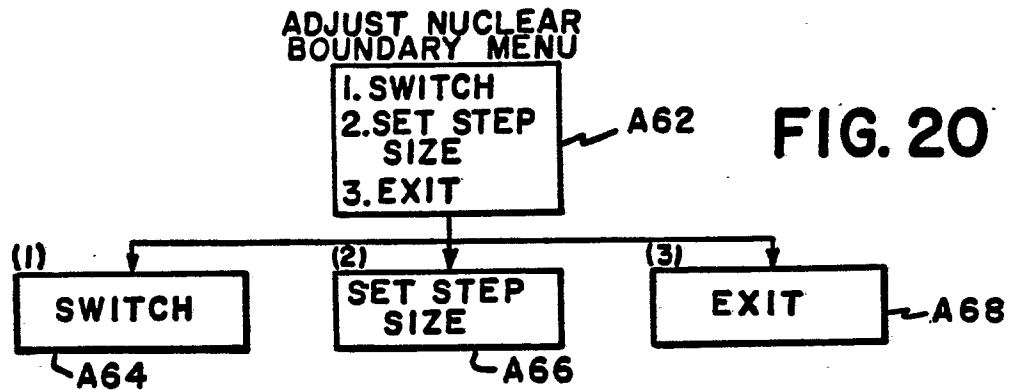 ADJUST NUCLEAR
BOUNDARY MENU
1. SWITCH
2. SET STEP
SIZE
3. EXIT
A62
FIG. 20
(1)
SWITCH
A64
(2)
SET STEP
SIZE
A66
(3)
EXIT
A68